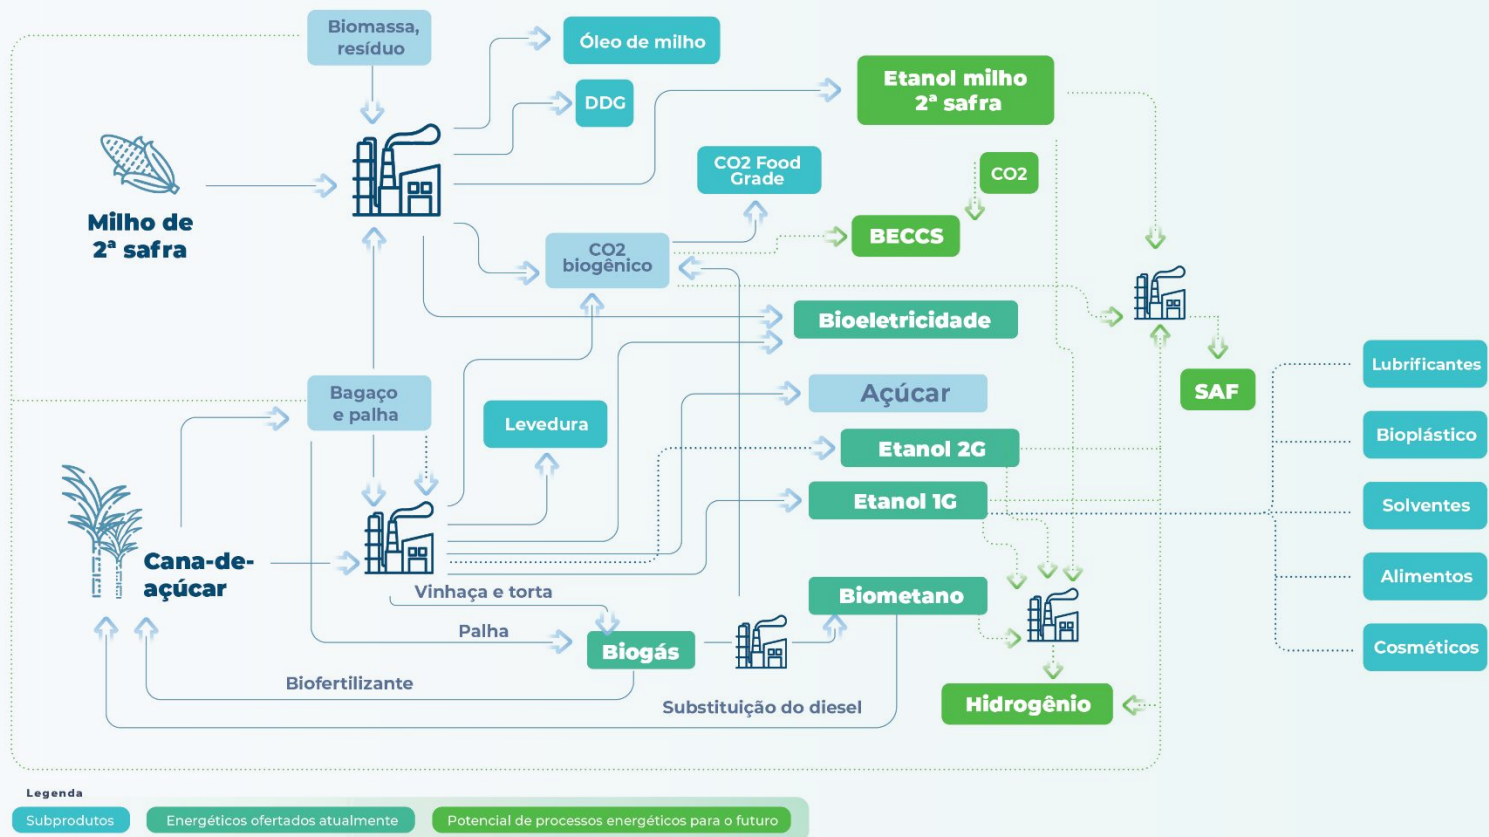 Biomassa,
resíduo
Óleo de milho
DDG
Etanol milho
2ª safra
CO2 Food
Grade
CO2
Milho de
2ª safra
BECCS
CO2
biogênico
Bioeletricidade
Lubrificantes
SAF
Bagaço
e palha
Açúcar
Levedura
Bioplástico
Etanol 2G
Etanol 1G
Solventes
Cana-de-
açúcar
Alimentos
Vinhaça e torta
Biometano
Palha
Biogás
Cosméticos
Biofertilizante
Substituição do diesel
Hidrogênio
Legenda
Subprodutos
Energéticos ofertados atualmente
Potencial de processos energéticos para o futuro